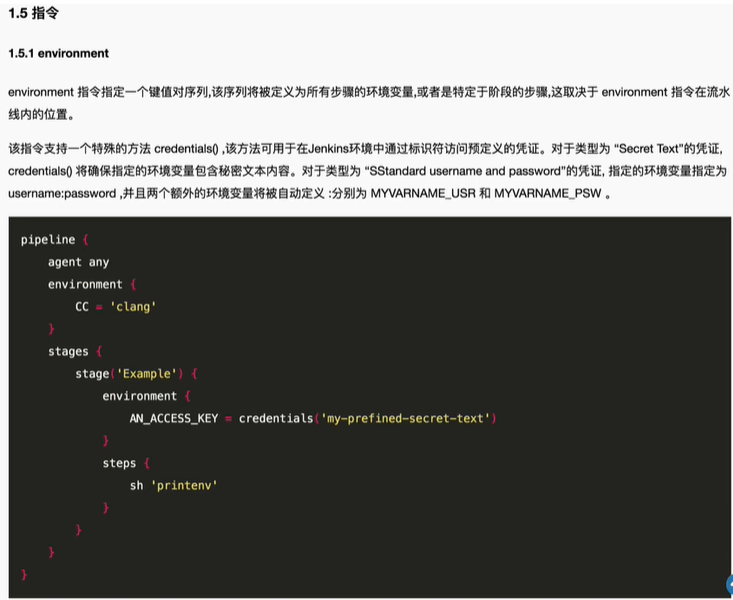 1.5 指令
1.5.1 environment
environment 指令指定一个键值对序列,该序列将被定义为所有步骤的环境变量,或者是特定于阶段的步骤,这取决于 environment 指令在流水
线内的位置。
该指令支持一个特殊的方法 credentials() ,该方法可用于在Jenkins环境中通过标识符访问预定义的凭证。对于类型为 “Secret Text”的凭证,
credentials() 将确保指定的环境变量包含秘密文本内容。对于类型为 “SStandard username and password”的凭证, 指定的环境变量指定为
username:password ,并且两个额外的环境变量将被自动定义 :分别为 MYVARNAME_USR 和 MYVARNAME_PSW 。
pipeline {
    agent any
    environment {
        CC = 'clang'
    }
    stages {
        stage('Example') {
            environment {
                AN_ACCESS_KEY = credentials('my-prefined-secret-text')
            }
            steps {
                sh 'printenv'
            }
        }
    }
}